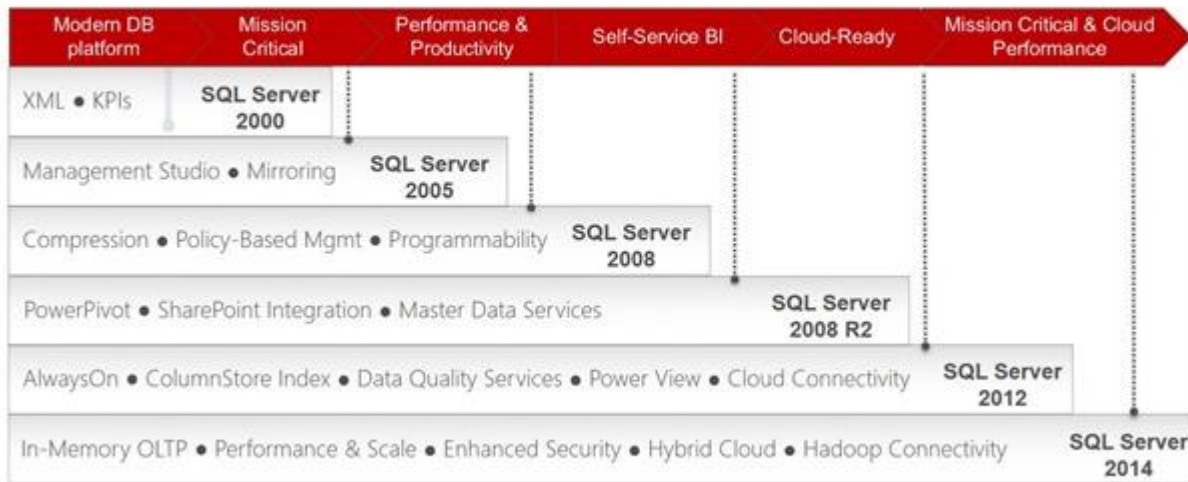 Modern DB
platform
Mission
Critical
Performance &
Productivity
Self-Service BI
Cloud-Ready
Mission Critical & Cloud
Performance
XML ● KPIs
SQL Server
2000
Management Studio ● Mirroring
SQL Server
2005
Compression ● Policy-Based Mgmt ● Programmability
SQL Server
2008
PowerPivot ● SharePoint Integration ● Master Data Services
SQL Server
2008 R2
AlwaysOn ● ColumnStore Index ● Data Quality Services ● Power View ● Cloud Connectivity
SQL Server
2012
In-Memory OLTP ● Performance & Scale ● Enhanced Security ● Hybrid Cloud ● Hadoop Connectivity
SQL Server
2014